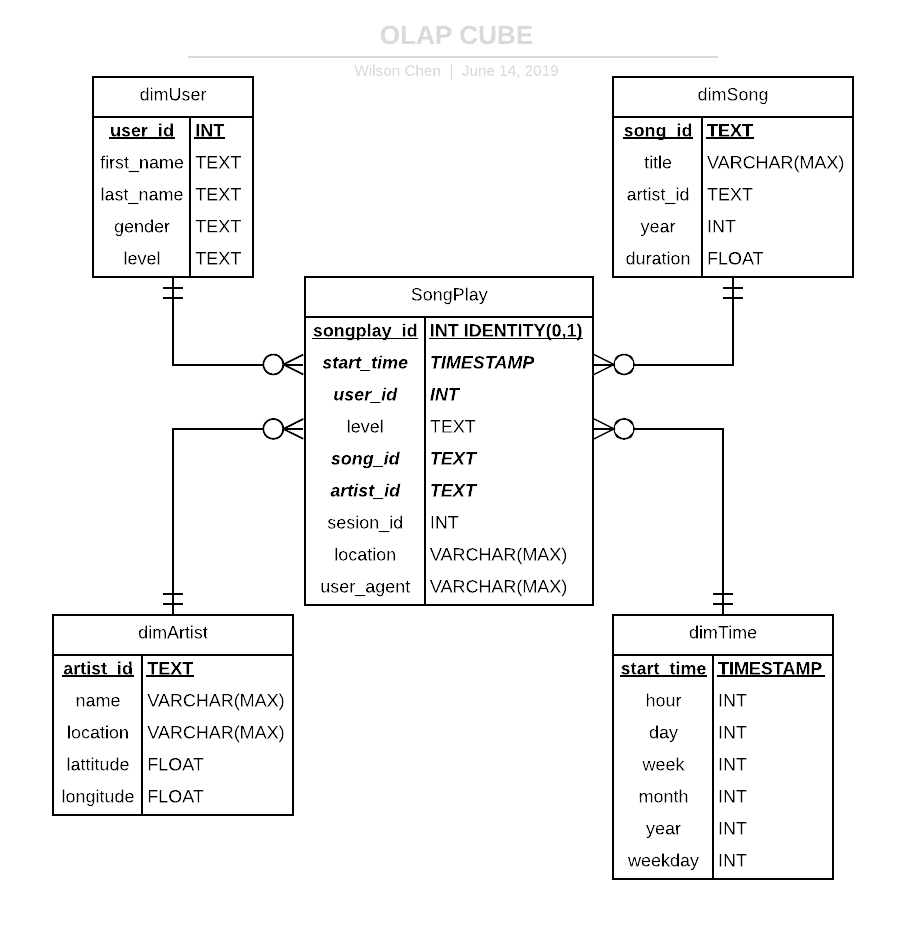 OLAP CUBE
Wilson Chen | June 14, 2019
dimUser
user_id INT
first_name TEXT
last_name TEXT
gender TEXT
level TEXT
dimSong
song_id TEXT
title VARCHAR(MAX)
artist_id TEXT
year INT
duration FLOAT
SongPlay
songplay_id INT IDENTITY(0,1)
start_time TIMESTAMP
user_id INT
level TEXT
song_id TEXT
artist_id TEXT
sesion_id INT
location VARCHAR(MAX)
user_agent VARCHAR(MAX)
dimArtist
artist_id TEXT
name VARCHAR(MAX)
location VARCHAR(MAX)
lattitude FLOAT
longitude FLOAT
dimTime
start_time TIMESTAMP
hour INT
day INT
week INT
month INT
year INT
weekday INT